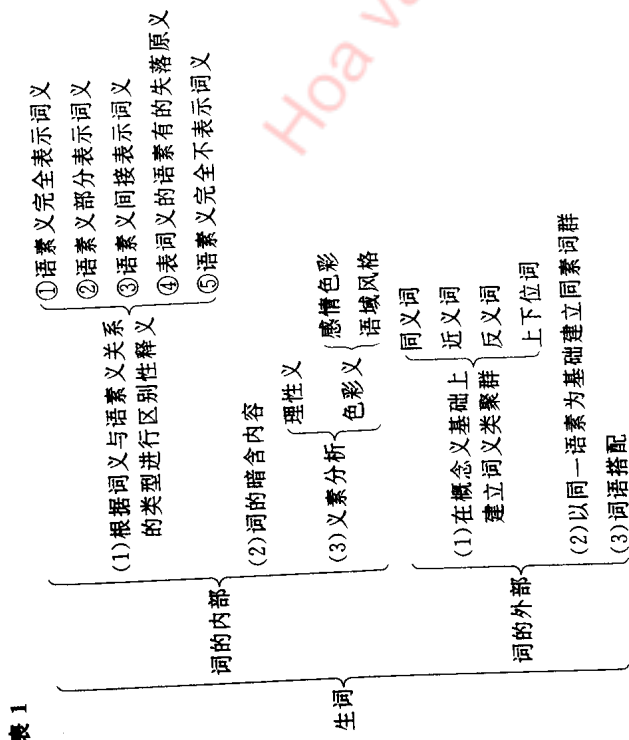 表 1
生词
词的内部
(1)根据词义与语素义关系
的类型进行区别性释义
①语素义完全表示词义
②语素义部分表示词义
③语素义间接表示词义
④表词义的语素有的失落原义
⑤语素义完全不表示词义
(2)词的暗含内容
(3)义素分析
理性义
色彩义
感情色彩
语域风格
词的外部
(1)在概念义基础上
建立词义类聚群
同义词
近义词
反义词
上下位词
(2)以同一语素为基础建立同素词群
(3)词语搭配
Hoa